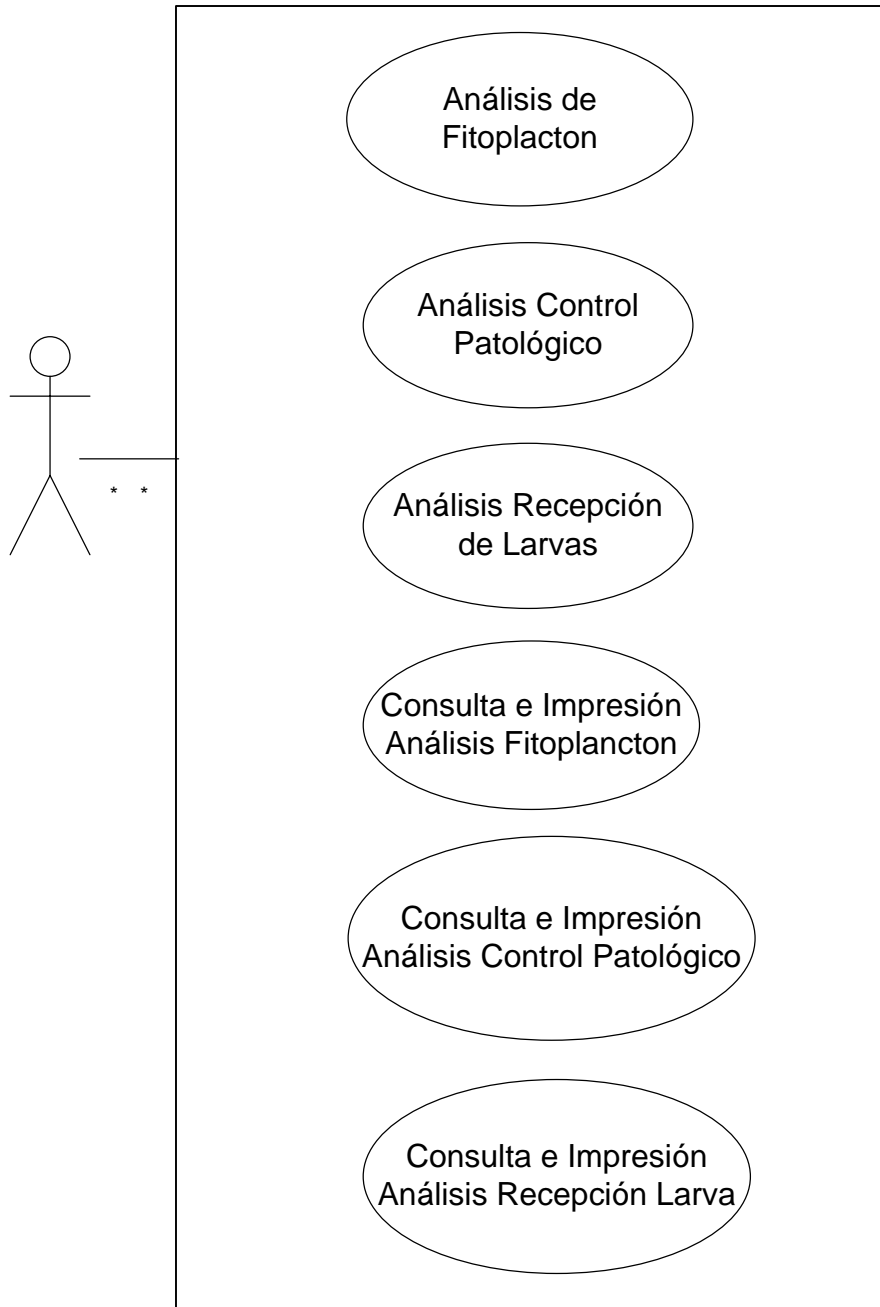 Análisis de
Fitoplacton
Análisis Control
Patológico
* *
Análisis Recepción
de Larvas
Consulta e Impresión
Análisis Fitoplancton
Consulta e Impresión
Análisis Control Patológico
Consulta e Impresión
Análisis Recepción Larva